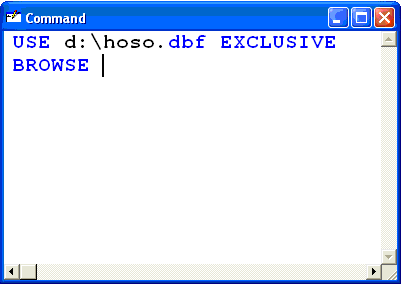 Command
USE d:\hoso.dbf EXCLUSIVE
BROWSE